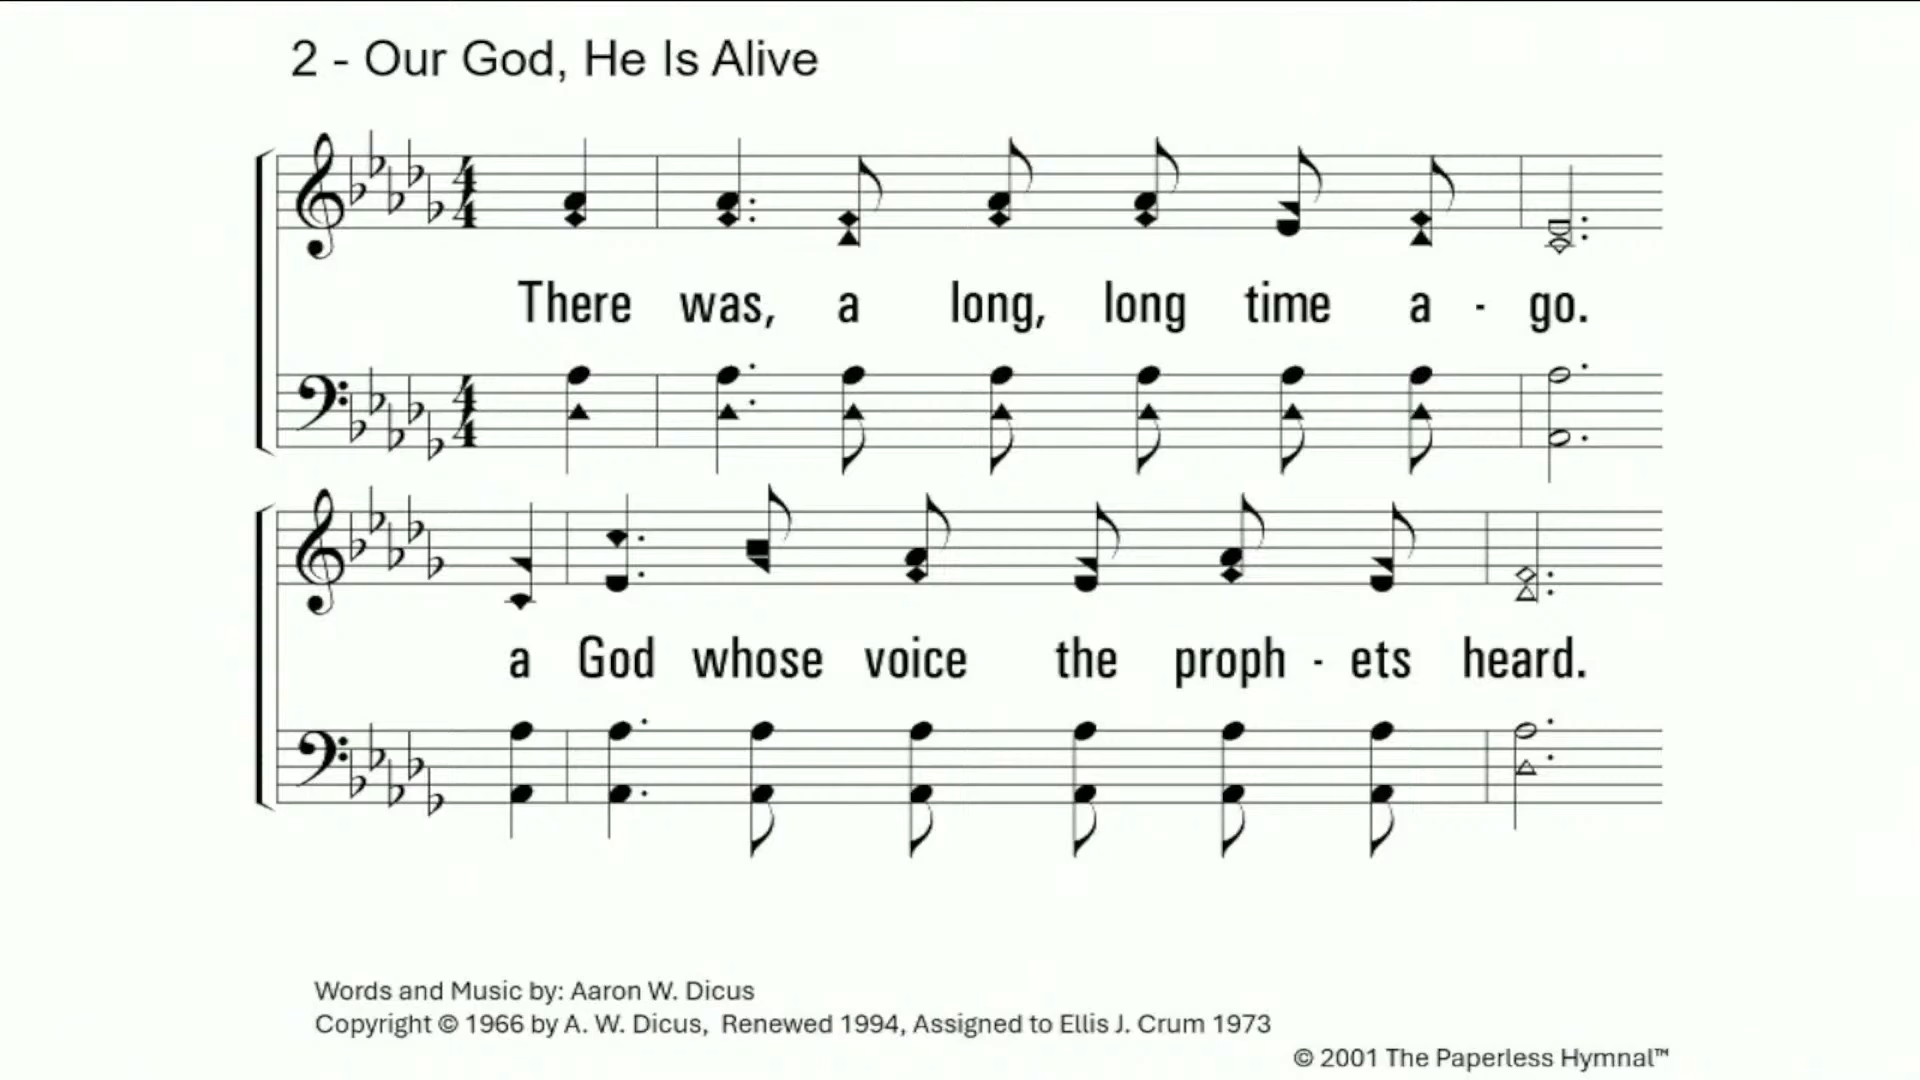 2 - Our God, He Is Alive
There was, a long, long time a - go.
a God whose voice the proph - ets heard.
Words and Music by: Aaron W. Dicus
Copyright © 1966 by A. W. Dicus, Renewed 1994, Assigned to Ellis J. Crum 1973
© 2001 The Paperless Hymnal™